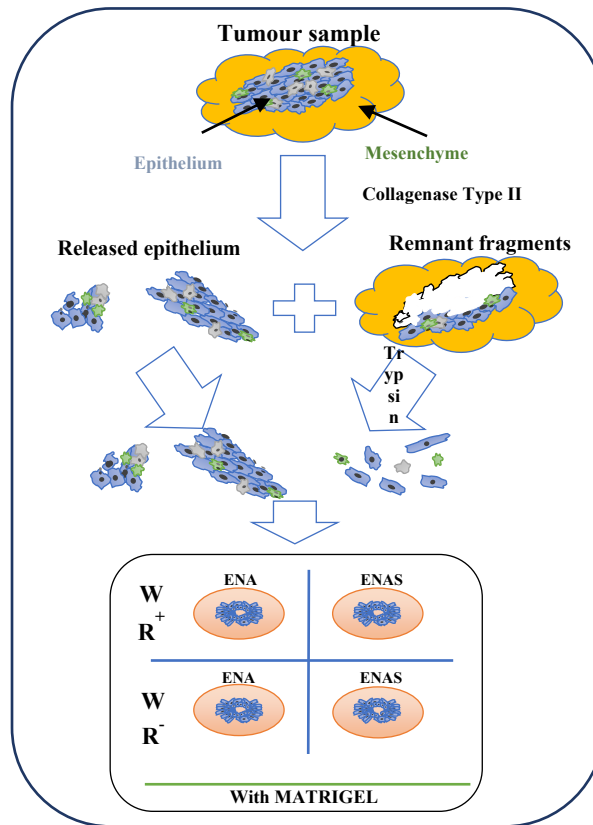 Tumour sample
Epithelium
Mesenchyme
Collagenase Type II
Released epithelium
Remnant fragments
Tr
yp
si
n
ENA
ENAS
W
R+
ENA
ENAS
W
R-
With MATRIGEL